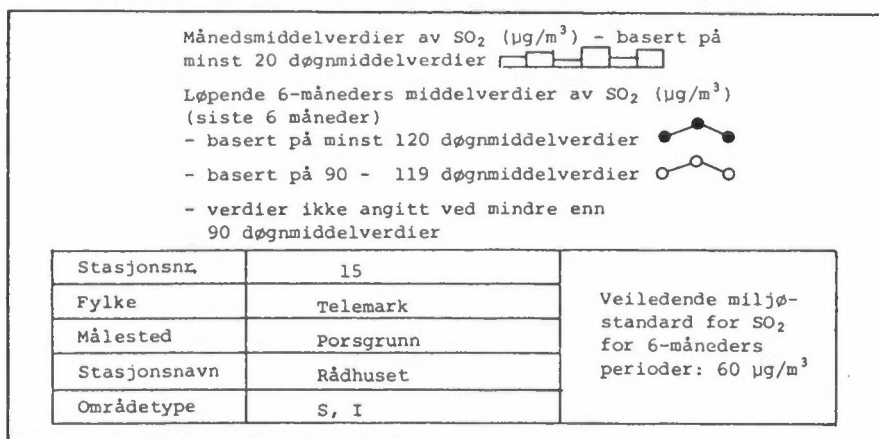 Månedsmiddelverdier av SO₂ (µg/m³) - basert på
minst 20 døgnmiddelverdier
Løpende 6-måneders middelverdier av SO₂ (µg/m³)
(siste 6 måneder)
- basert på minst 120 døgnmiddelverdier
- basert på 90 - 119 døgnmiddelverdier
- verdier ikke angitt ved mindre enn
90 døgnmiddelverdier
Stasjonsnr. 15
Fylke Telemark
Målested Porsgrunn
Stasjonsnavn Rådhuset
Områdetype S, I
Veiledende miljø-
standard for SO₂
for 6-måneders
perioder: 60 µg/m³